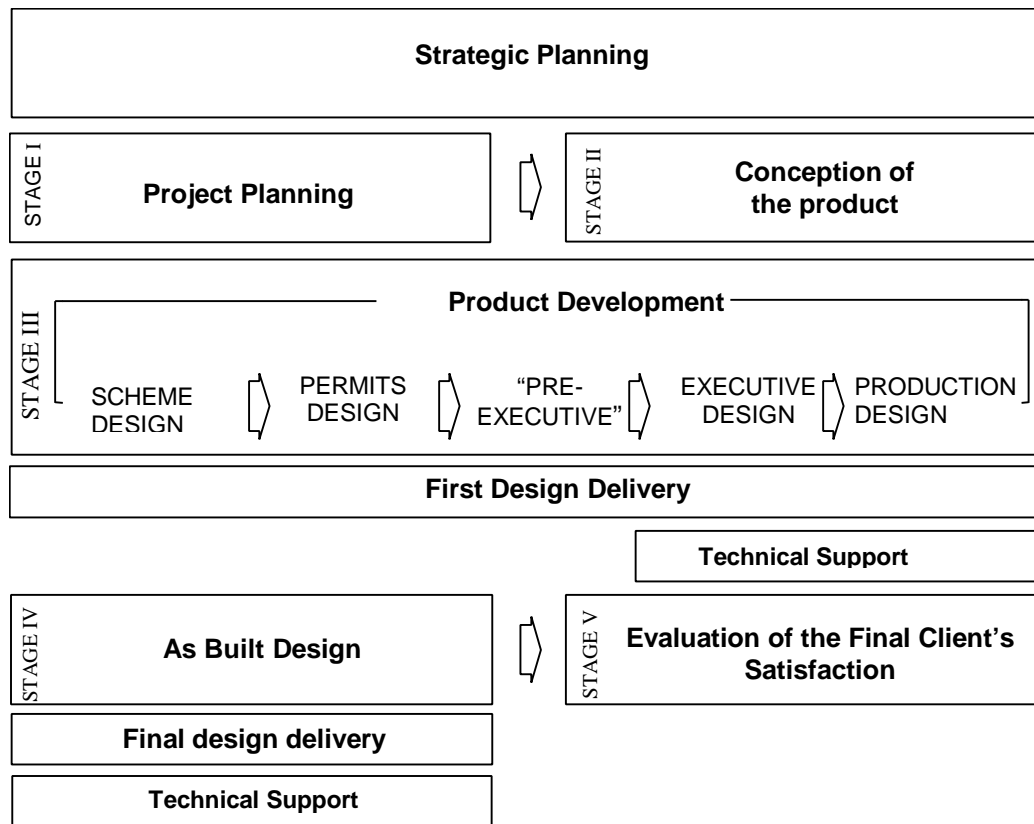 Strategic Planning
STAGE I
Project Planning
STAGE II
Conception of
the product
STAGE III
Product Development
SCHEME
DESIGN
PERMITS
DESIGN
“PRE-
EXECUTIVE”
EXECUTIVE
DESIGN
PRODUCTION
DESIGN
First Design Delivery
Technical Support
STAGE IV
As Built Design
STAGE V
Evaluation of the Final Client’s
Satisfaction
Final design delivery
Technical Support